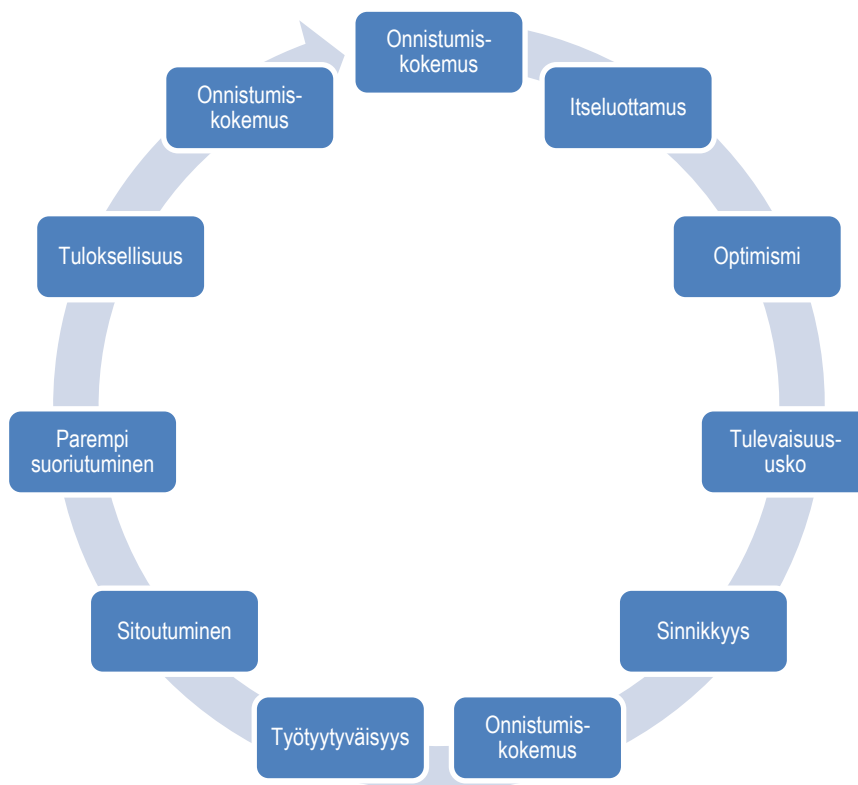 Onnistumis-
kokemus
Itseluottamus
Optimismi
Tulevaisuus-
usko
Sinnikkyys
Onnistumis-
kokemus
Työtyytyväisyys
Sitoutuminen
Parempi
suoriutuminen
Tuloksellisuus
Onnistumis-
kokemus